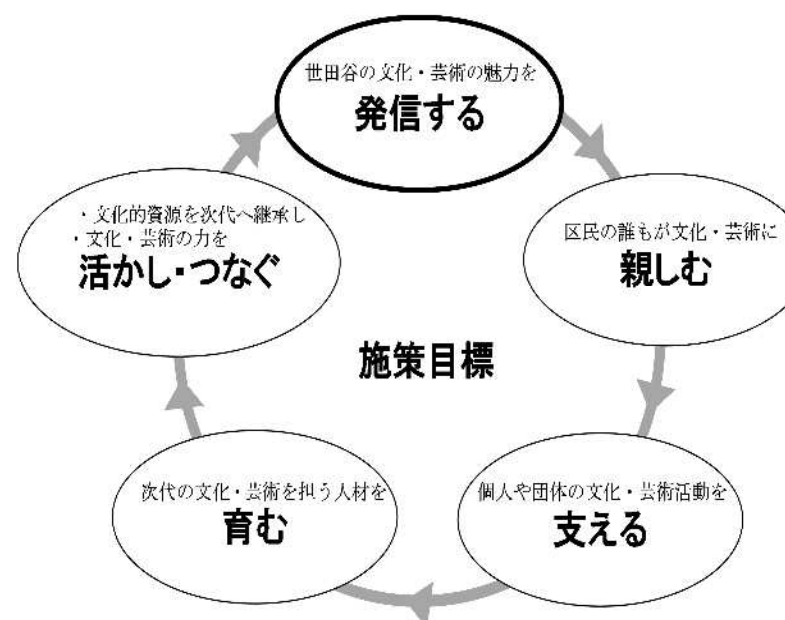 世田谷の文化・芸術の魅力を
発信する
区民の誰もが文化・芸術に
親しむ
個人や団体の文化・芸術活動を
支える
次代の文化・芸術を担う人材を
育む
・文化的資源を次代へ継承し
・文化・芸術の力を
活かし・つなぐ
施策目標